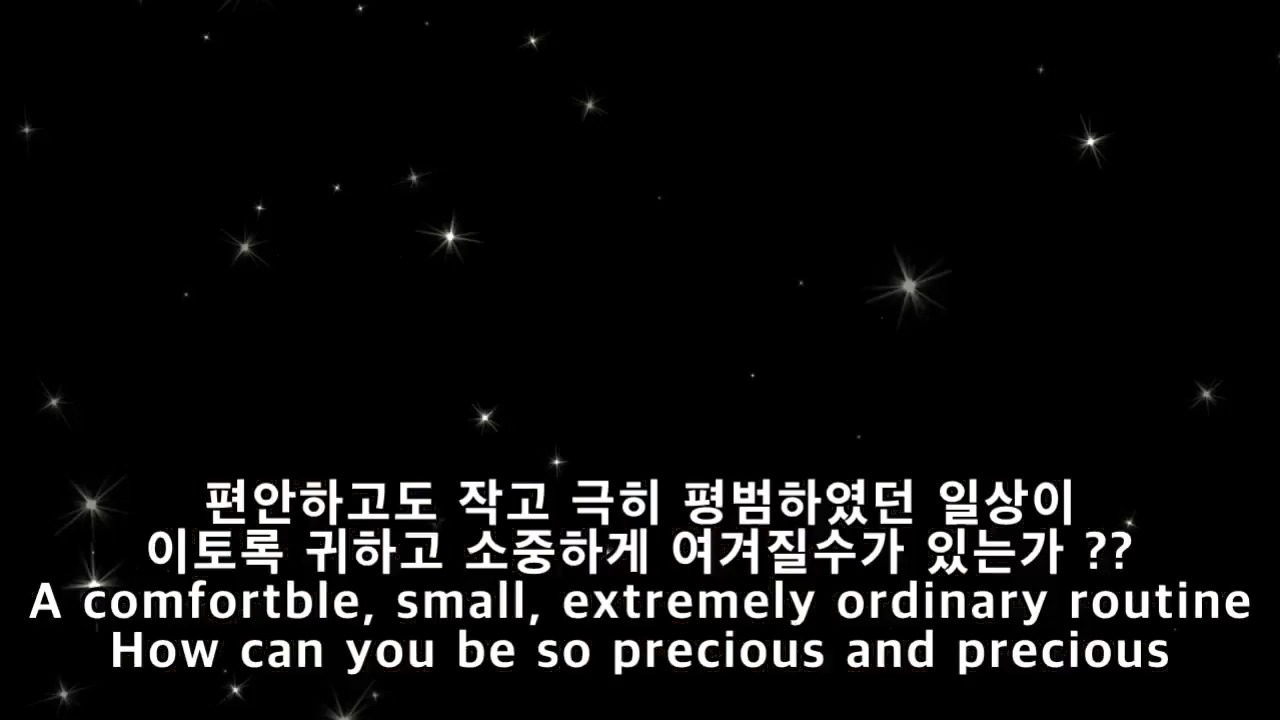 편안하고도 작고 극히 평범하였던 일상이
이토록 귀하고 소중하게 여겨질수가 있는가 ??
A comfortble, small, extremely ordinary routine
How can you be so precious and precious